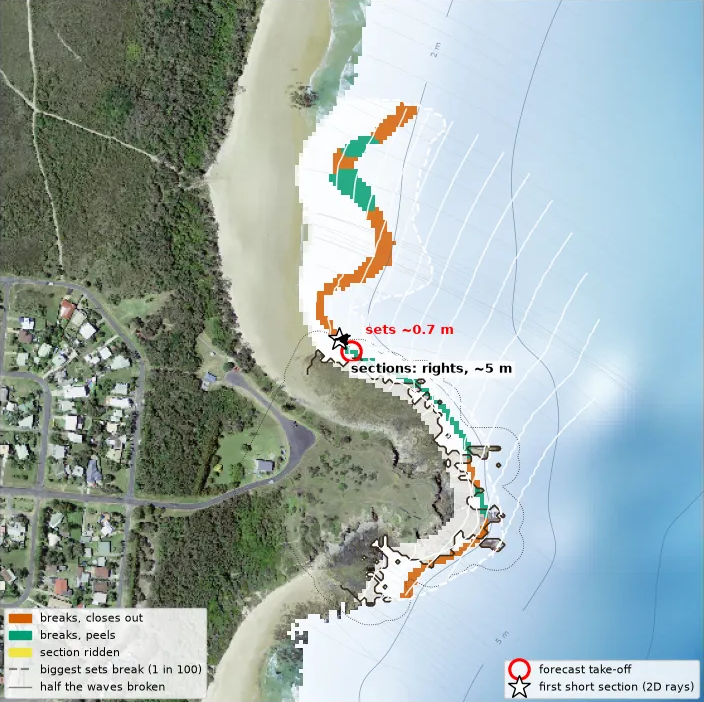 2 m
sets ~0.7 m
sections: rights, ~5 m
5 m
breaks, closes out
breaks, peels
section ridden
biggest sets break (1 in 100)
half the waves broken
forecast take-off
first short section (2D rays)